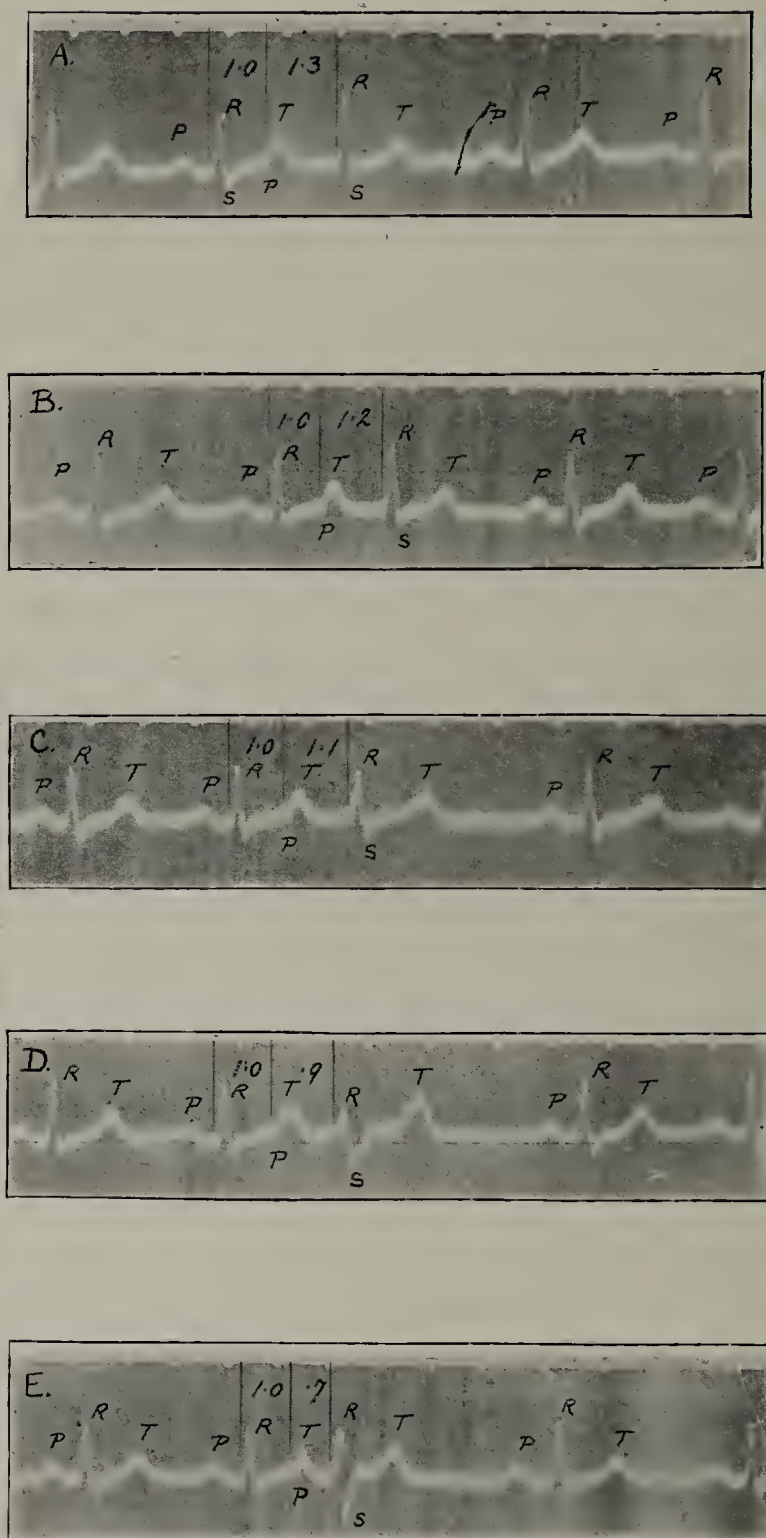 A. 1.0 1.3
P R T R T P R T P R
S P S
B. 1.0 1.2
P R T P R T R T P R T P
P S
C. 1.0 1.1
P R T P R T R T P R T
P S
D. 1.0 .9
R T P R T R T P R T
P S
E. 1.0 .7
P R T P R T R T P R T
P S